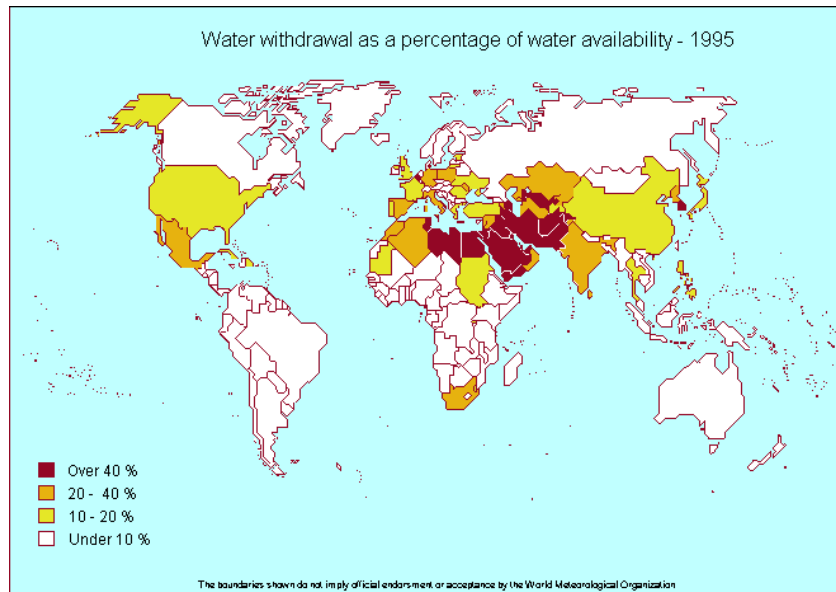 Water withdrawal as a percentage of water availability - 1995
Over 40 %
20 - 40 %
10 - 20 %
Under 10 %
The boundaries shown do not imply official endorsment or acceptance by the World Meteorological Organization